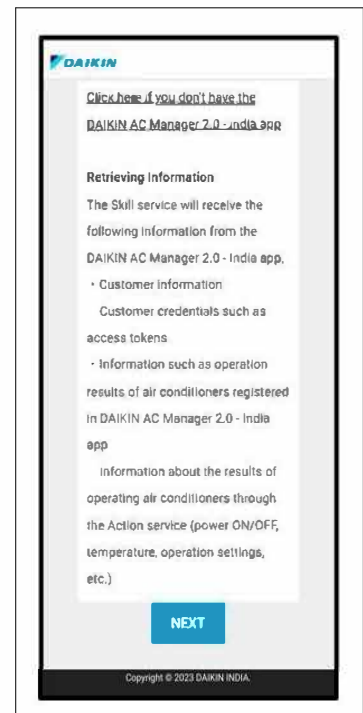 DAIKIN
Click here if you don't have the
DAIKIN AC Manager 2.0 - India app
Retrieving Information
The Skill service will receive the
following information from the
DAIKIN AC Manager 2.0 - India app.
・Customer information
Customer credentials such as
access tokens
・Information such as operation
results of air conditioners registered
in DAIKIN AC Manager 2.0 - India
app
Information about the results of
operating air conditioners through
the Action service (power ON/OFF,
temperature, operation settings,
etc.)
NEXT
Copyright © 2023 DAIKIN INDIA.